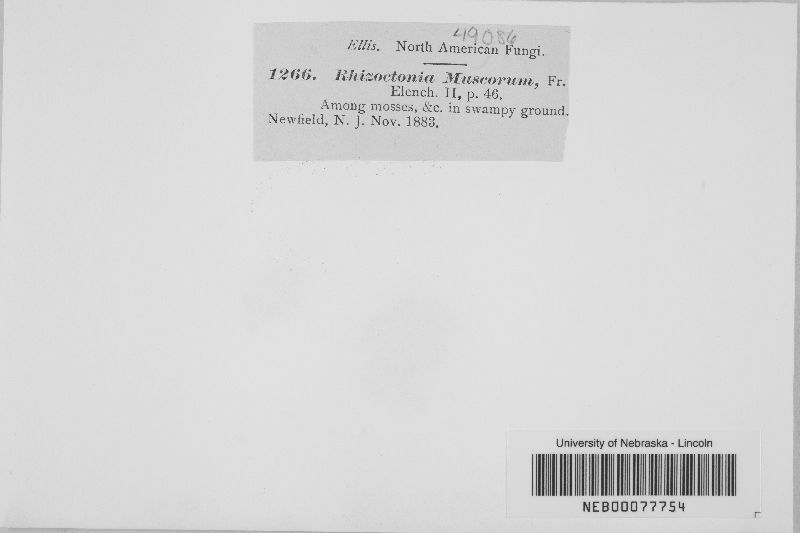 49086
Ellis. North American Fungi.
1266. Rhizoctonia Muscorum, Fr.
Elench. II, p. 46.
Among mosses, &c. in swampy ground.
Newfield, N. J. Nov. 1883.
University of Nebraska - Lincoln
NEB00077754